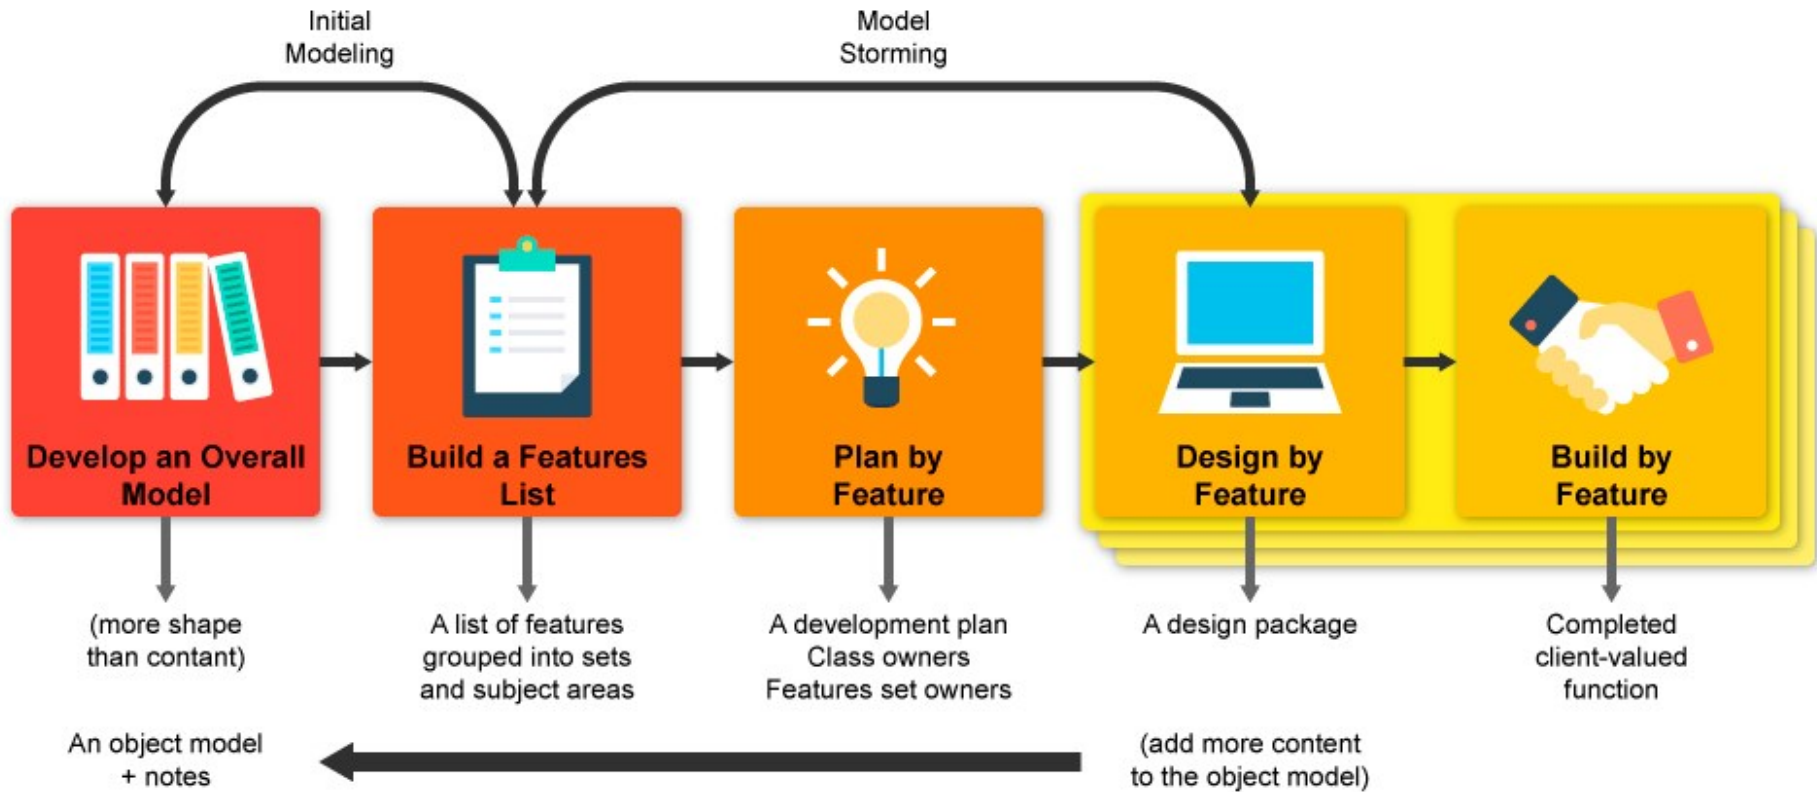 Initial
Modeling
Model
Storming
Develop an Overall
Model
Build a Features
List
Plan by
Feature
Design by
Feature
Build by
Feature
(more shape
than contant)
A list of features
grouped into sets
and subject areas
A development plan
Class owners
Features set owners
A design package
Completed
client-valued
function
An object model
+ notes
(add more content
to the object model)